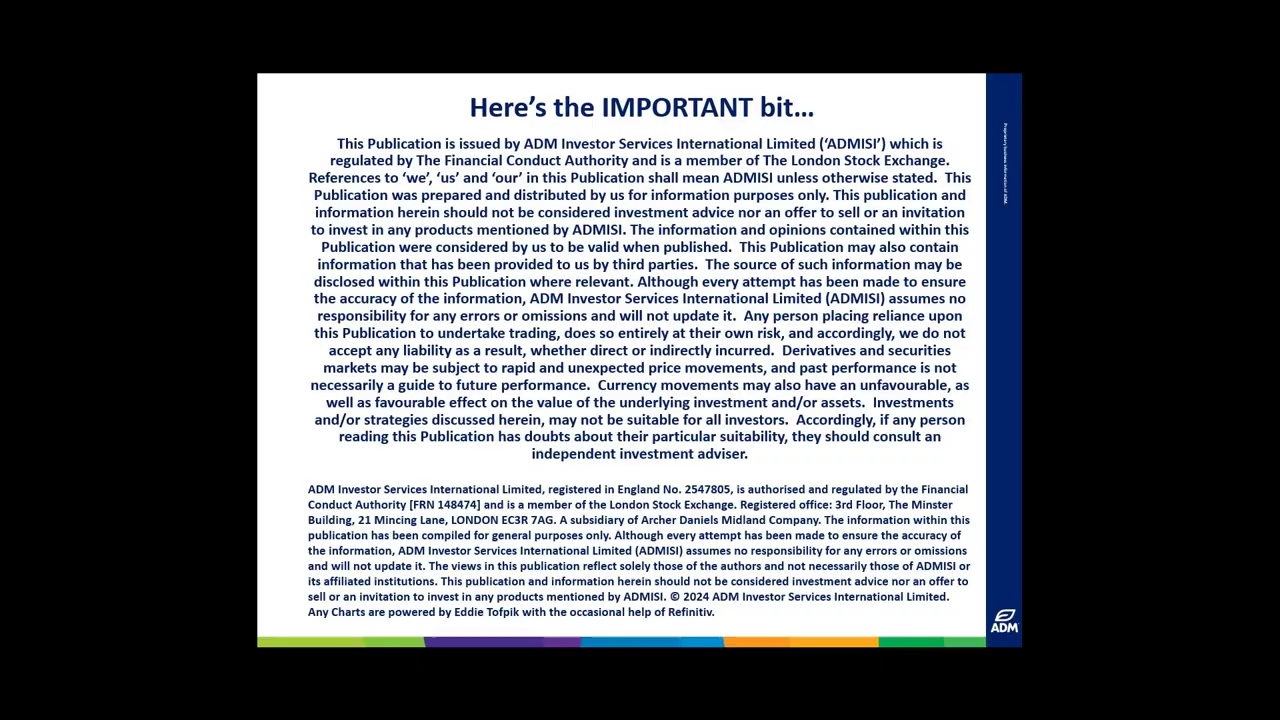 Here’s the IMPORTANT bit…
This Publication is issued by ADM Investor Services International Limited (‘ADMISI’) which is
regulated by The Financial Conduct Authority and is a member of The London Stock Exchange.
References to ‘we’, ‘us’ and ‘our’ in this Publication shall mean ADMISI unless otherwise stated.  This
Publication was prepared and distributed by us for information purposes only. This publication and
information herein should not be considered investment advice nor an offer to sell or an invitation
to invest in any products mentioned by ADMISI. The information and opinions contained within this
Publication were considered by us to be valid when published.  This Publication may also contain
information that has been provided to us by third parties.  The source of such information may be
disclosed within this Publication where relevant. Although every attempt has been made to ensure
the accuracy of the information, ADM Investor Services International Limited (ADMISI) assumes no
responsibility for any errors or omissions and will not update it.  Any person placing reliance upon
this Publication to undertake trading, does so entirely at their own risk, and accordingly, we do not
accept any liability as a result, whether direct or indirectly incurred.  Derivatives and securities
markets may be subject to rapid and unexpected price movements, and past performance is not
necessarily a guide to future performance.  Currency movements may also have an unfavourable, as
well as favourable effect on the value of the underlying investment and/or assets.  Investments
and/or strategies discussed herein, may not be suitable for all investors.  Accordingly, if any person
reading this Publication has doubts about their particular suitability, they should consult an
independent investment adviser.
ADM Investor Services International Limited, registered in England No. 2547805, is authorised and regulated by the Financial
Conduct Authority [FRN 148474] and is a member of the London Stock Exchange. Registered office: 3rd Floor, The Minster
Building, 21 Mincing Lane, LONDON EC3R 7AG. A subsidiary of Archer Daniels Midland Company. The information within this
publication has been compiled for general purposes only. Although every attempt has been made to ensure the accuracy of
the information, ADM Investor Services International Limited (ADMISI) assumes no responsibility for any errors or omissions
and will not update it. The views in this publication reflect solely those of the authors and not necessarily those of ADMISI or
its affiliated institutions. This publication and information herein should not be considered investment advice nor an offer to
sell or an invitation to invest in any products mentioned by ADMISI. © 2024 ADM Investor Services International Limited.
Any Charts are powered by Eddie Tofpik with the occasional help of Refinitiv.
Proprietary business information of ADM.
ADM